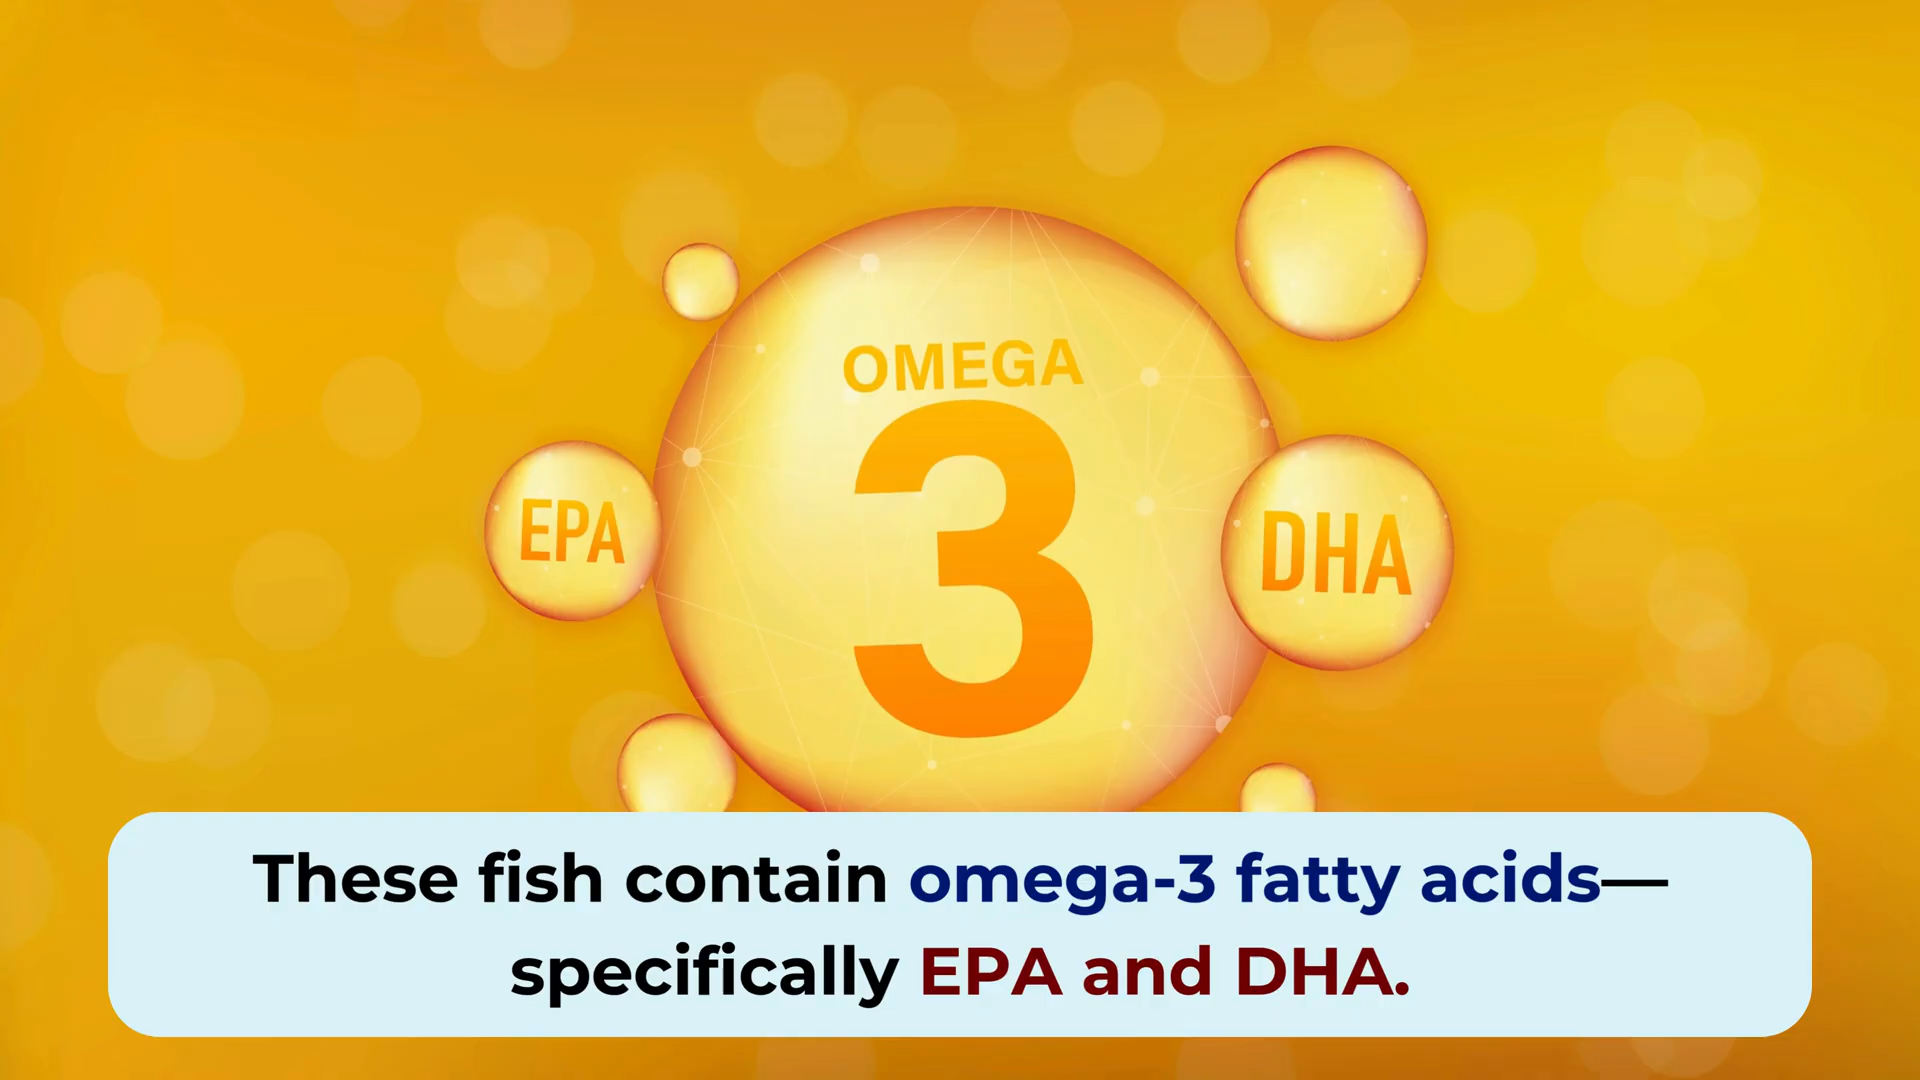 OMEGA
3
EPA
DHA
These fish contain omega-3 fatty acids—
specifically EPA and DHA.